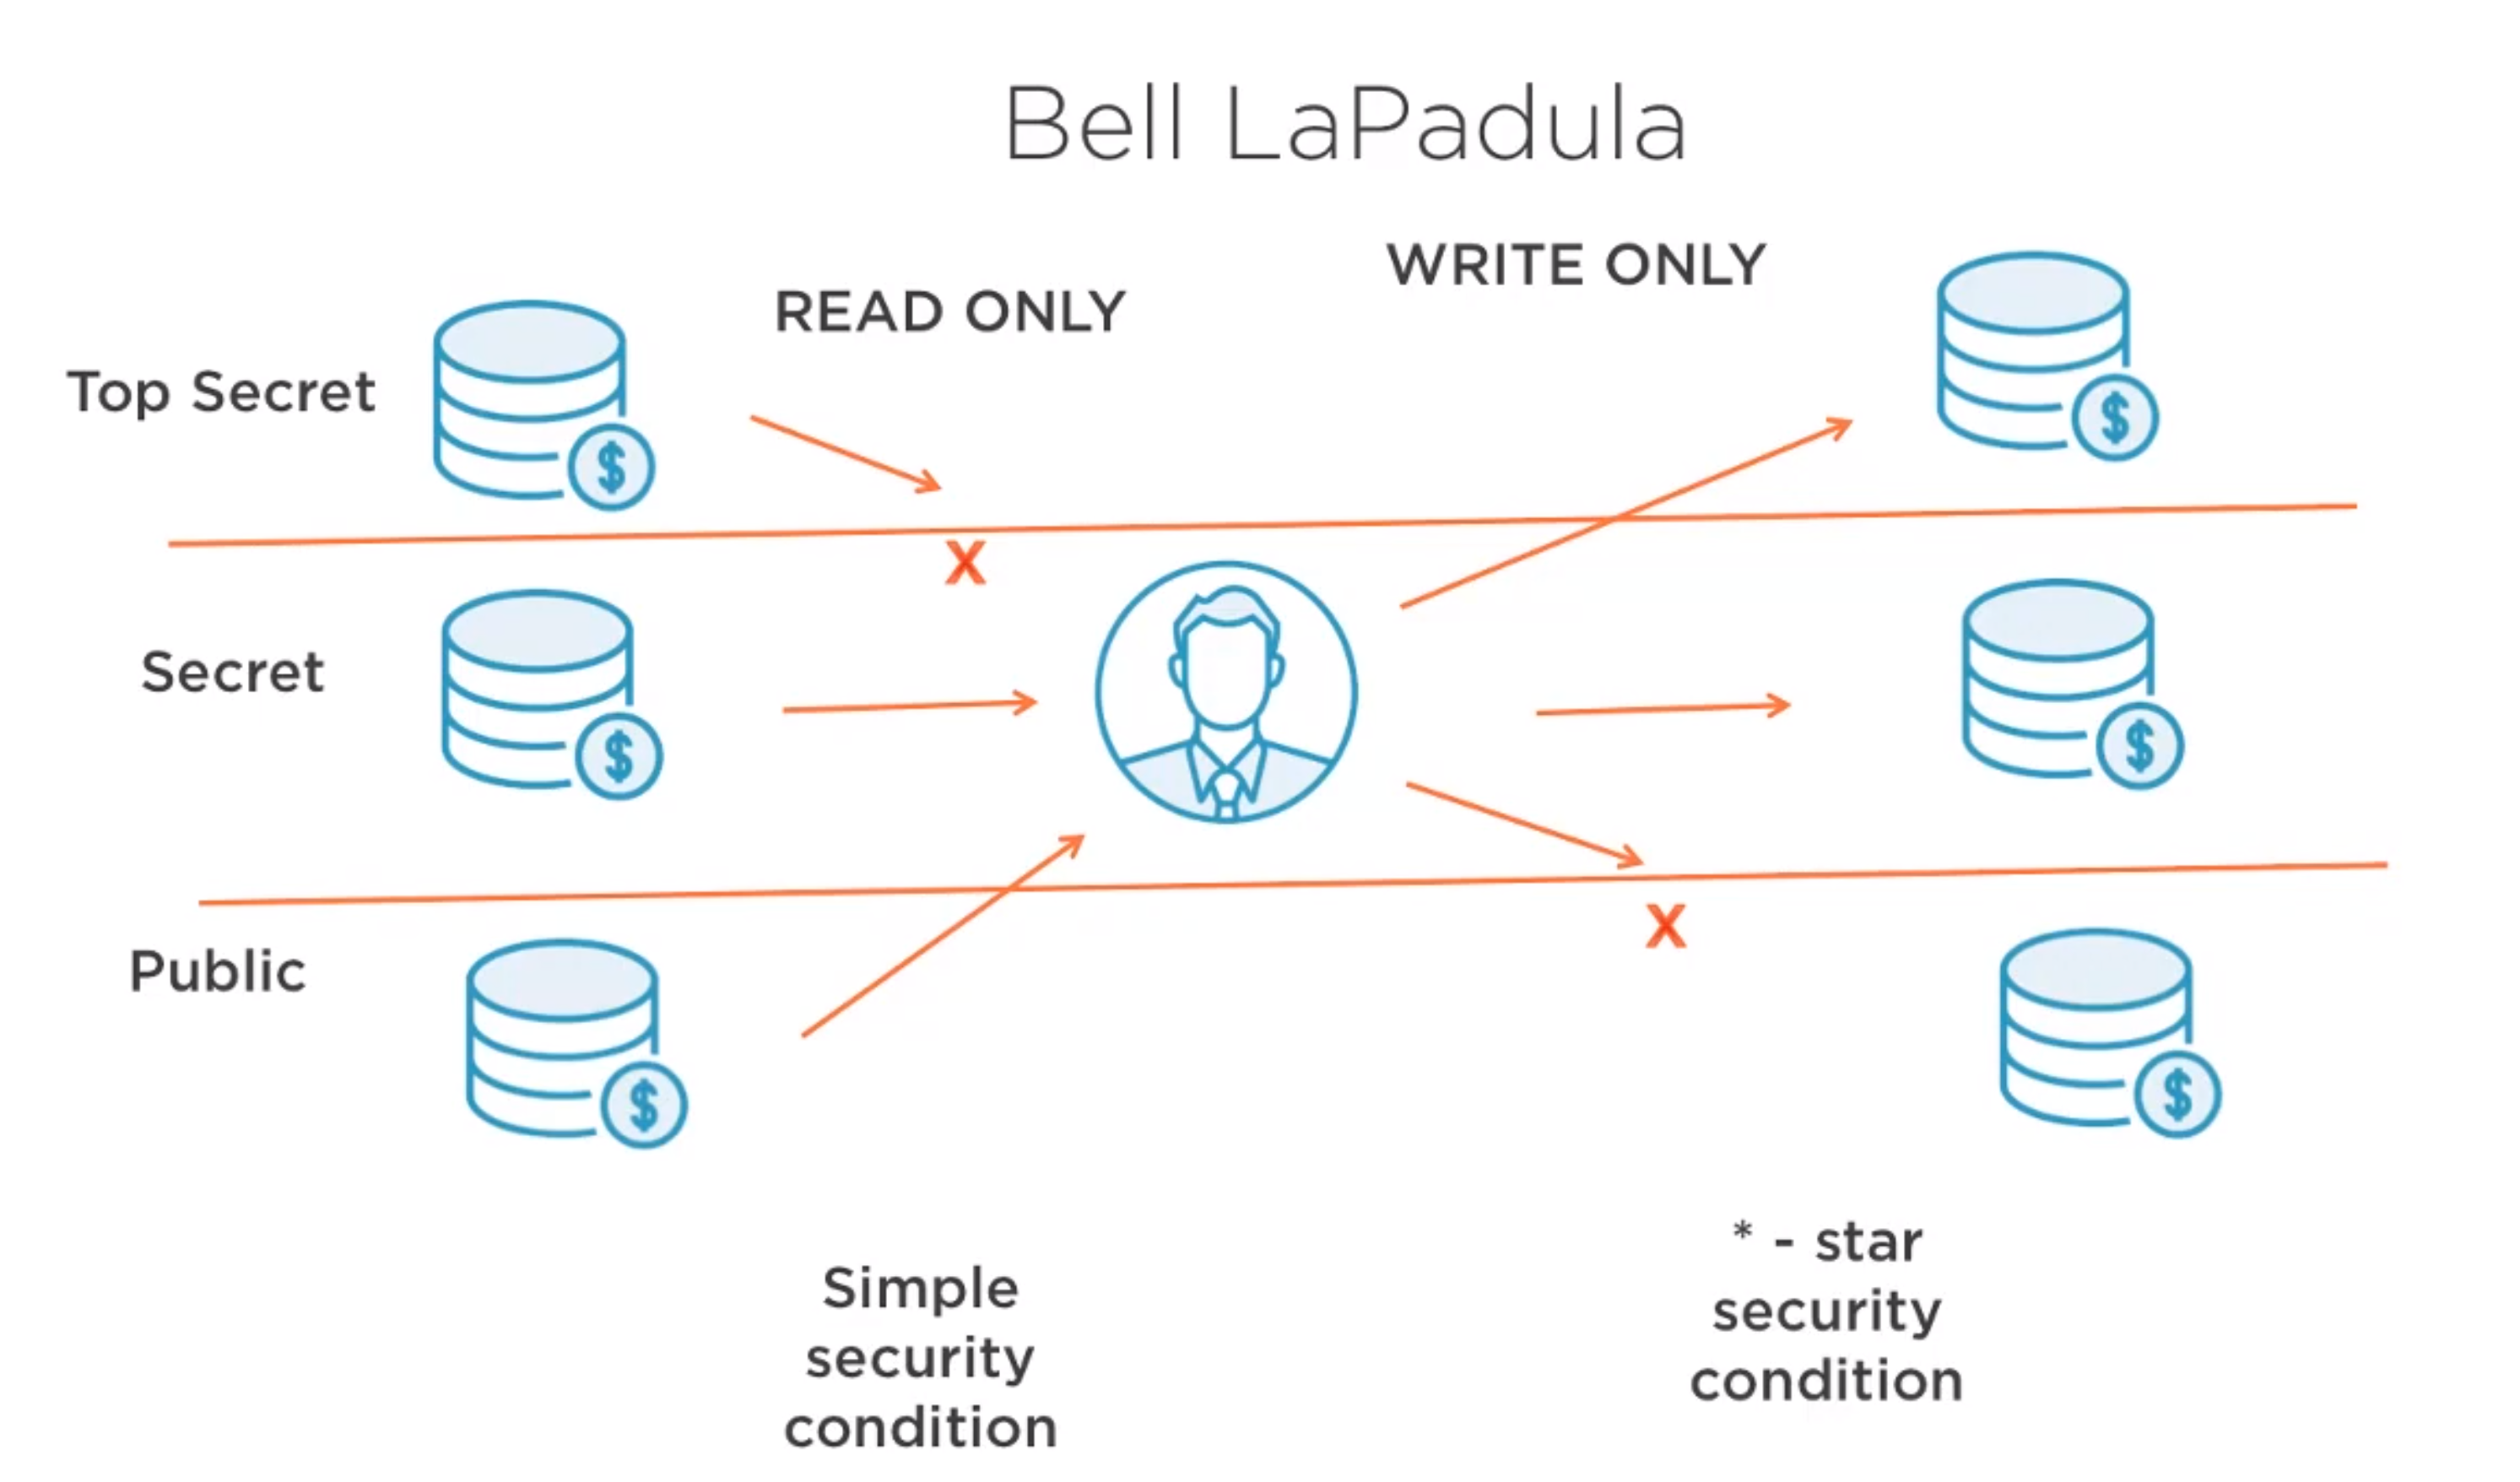 Bell LaPadula
WRITE ONLY
READ ONLY
Top Secret
X
Secret
Public
X
Simple
security
condition
* - star
security
condition
$
$
$
$
$
$